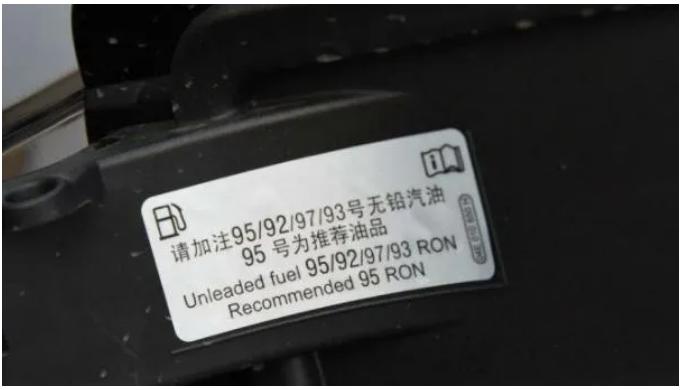 请加注95/92/97/93号无铅汽油
95 号为推荐油品
Unleaded fuel 95/92/97/93 RON
Recommended 95 RON